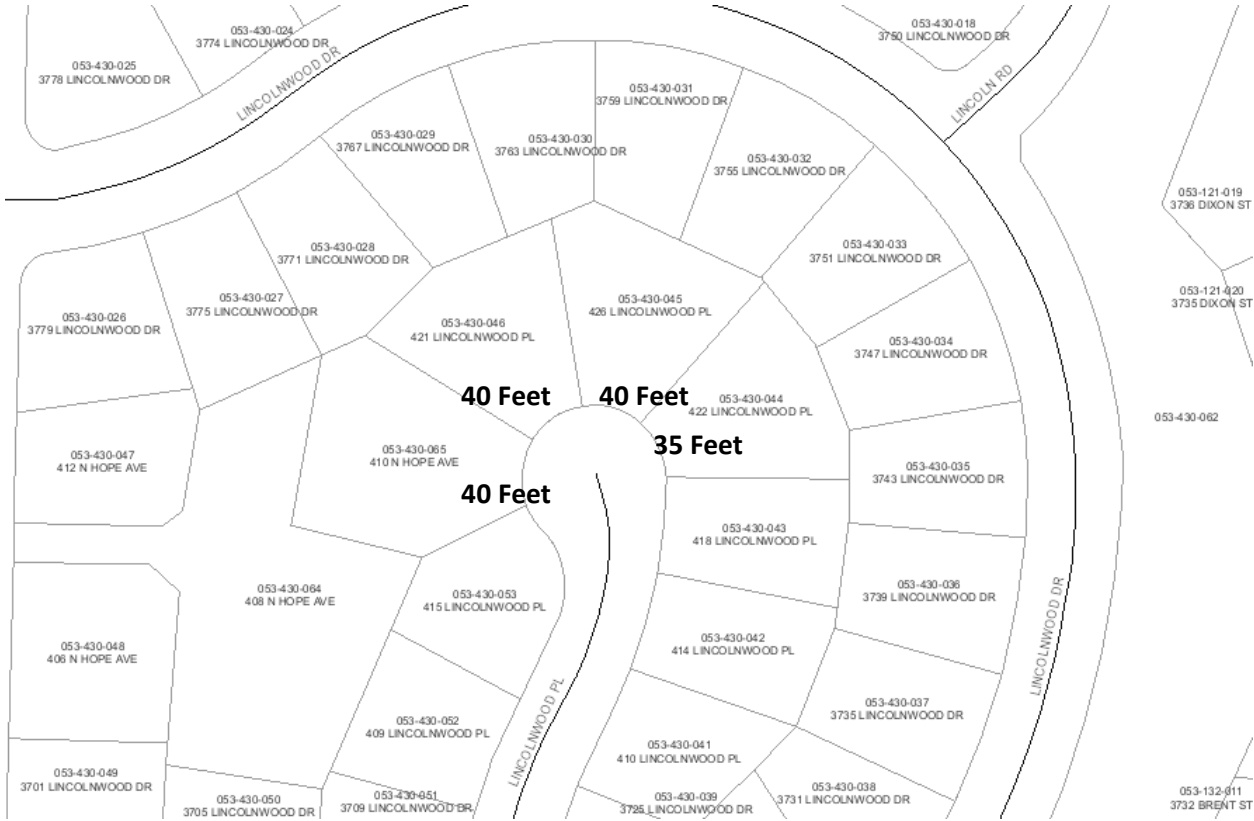 053-430-024
3774 LINCOLNWOOD DR
053-430-018
3750 LINCOLNWOOD DR
053-430-025
3778 LINCOLNWOOD DR
LINCOLNWOOD DR
LINCOLN RD
053-430-031
3759 LINCOLNWOOD DR
053-430-029
3767 LINCOLNWOOD DR
053-430-030
3763 LINCOLNWOOD DR
053-430-032
3755 LINCOLNWOOD DR
053-121-019
3736 DIXON ST
053-430-028
3771 LINCOLNWOOD DR
053-430-033
3751 LINCOLNWOOD DR
053-430-027
3775 LINCOLNWOOD DR
053-430-045
426 LINCOLNWOOD PL
053-121-020
3735 DIXON ST
053-430-026
3779 LINCOLNWOOD DR
053-430-046
421 LINCOLNWOOD PL
053-430-034
3747 LINCOLNWOOD DR
40 Feet
40 Feet
053-430-044
422 LINCOLNWOOD PL
053-430-062
35 Feet
053-430-047
412 N HOPE AVE
053-430-065
410 N HOPE AVE
053-430-035
3743 LINCOLNWOOD DR
40 Feet
053-430-043
418 LINCOLNWOOD PL
053-430-064
408 N HOPE AVE
053-430-053
415 LINCOLNWOOD PL
053-430-036
3739 LINCOLNWOOD DR
LINCOLNWOOD DR
053-430-048
406 N HOPE AVE
053-430-042
414 LINCOLNWOOD PL
053-430-037
3735 LINCOLNWOOD DR
LINCOLNWOOD PL
053-430-052
409 LINCOLNWOOD PL
053-430-041
410 LINCOLNWOOD PL
053-430-049
3701 LINCOLNWOOD DR
053-430-050
3705 LINCOLNWOOD DR
053-430-051
3709 LINCOLNWOOD DR
053-430-039
3725 LINCOLNWOOD DR
053-430-038
3731 LINCOLNWOOD DR
053-132-011
3732 BRENT ST